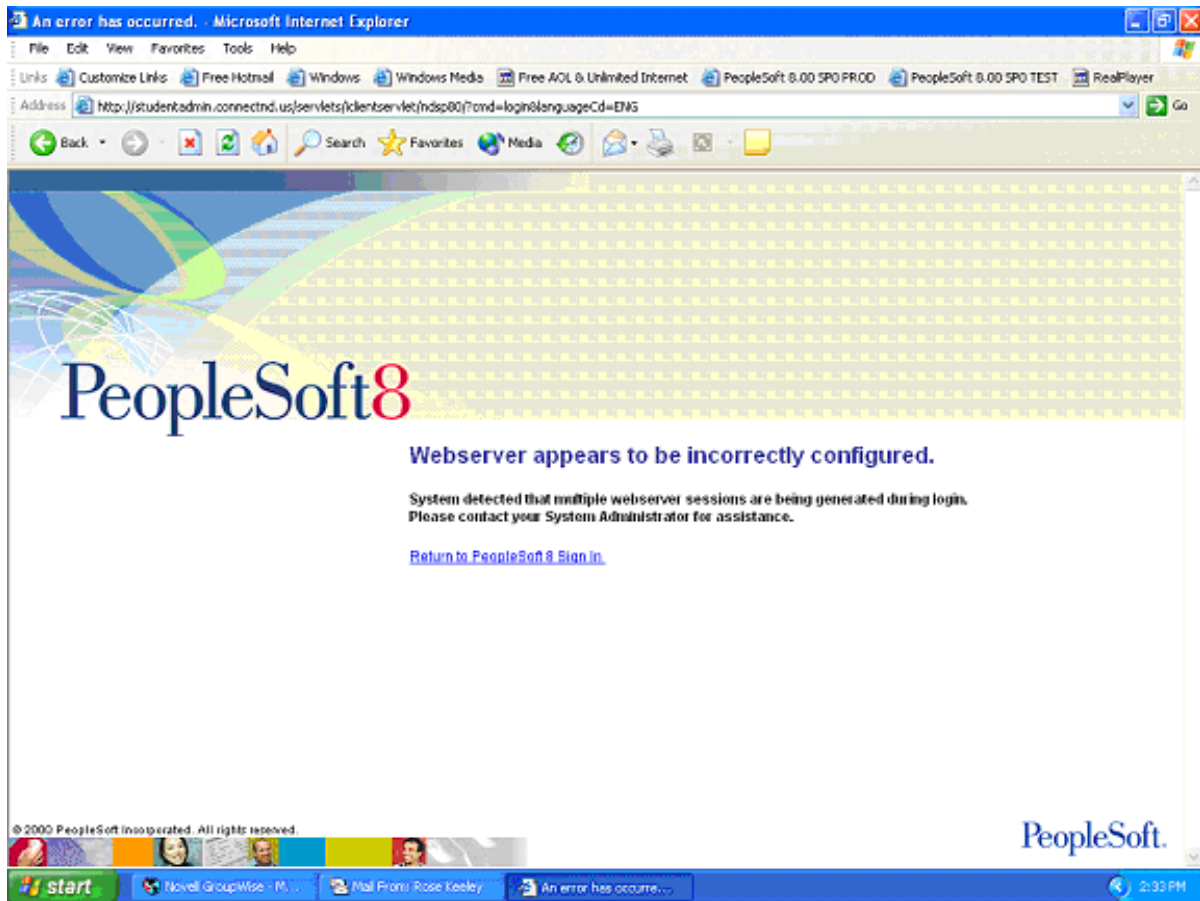 An error has occurred. - Microsoft Internet Explorer
File Edit View Favorites Tools Help
Links Customize Links Free Hotmail Windows Windows Media Free AOL & Unlimited Internet PeopleSoft 8.00 SP0 PROD PeopleSoft 8.00 SP0 TEST RealPlayer
Address http://studentadmin.connectnd.us/servlets/iclientservlet/ndsp80j/?cmd=login&languageCd=ENG Go
Back Search Favorites Media
PeopleSoft8
Webserver appears to be incorrectly configured.
System detected that multiple webserver sessions are being generated during login.
Please contact your System Administrator for assistance.
Return to PeopleSoft 8 Sign In.
© 2000 PeopleSoft Incorporated. All rights reserved.
PeopleSoft.
start Novell GroupWise - M... Mail From: Rose Keeley An error has occurre... 2:33 PM